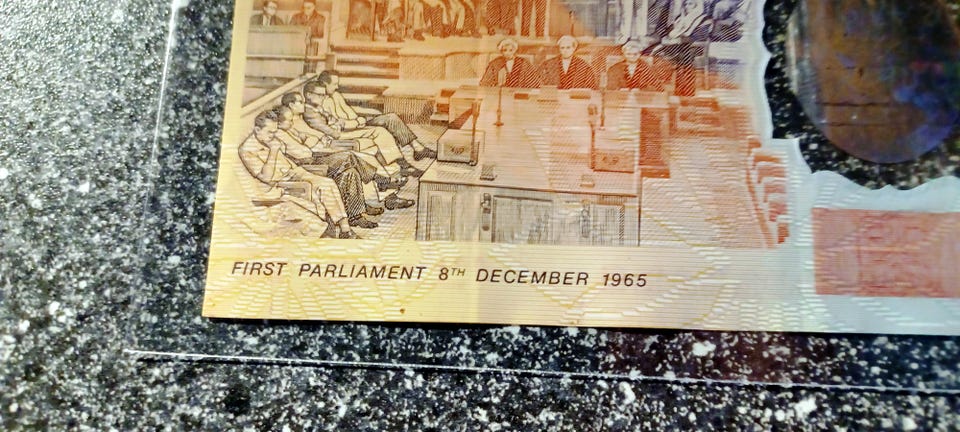 FIRST PARLIAMENT 8TH DECEMBER 1965